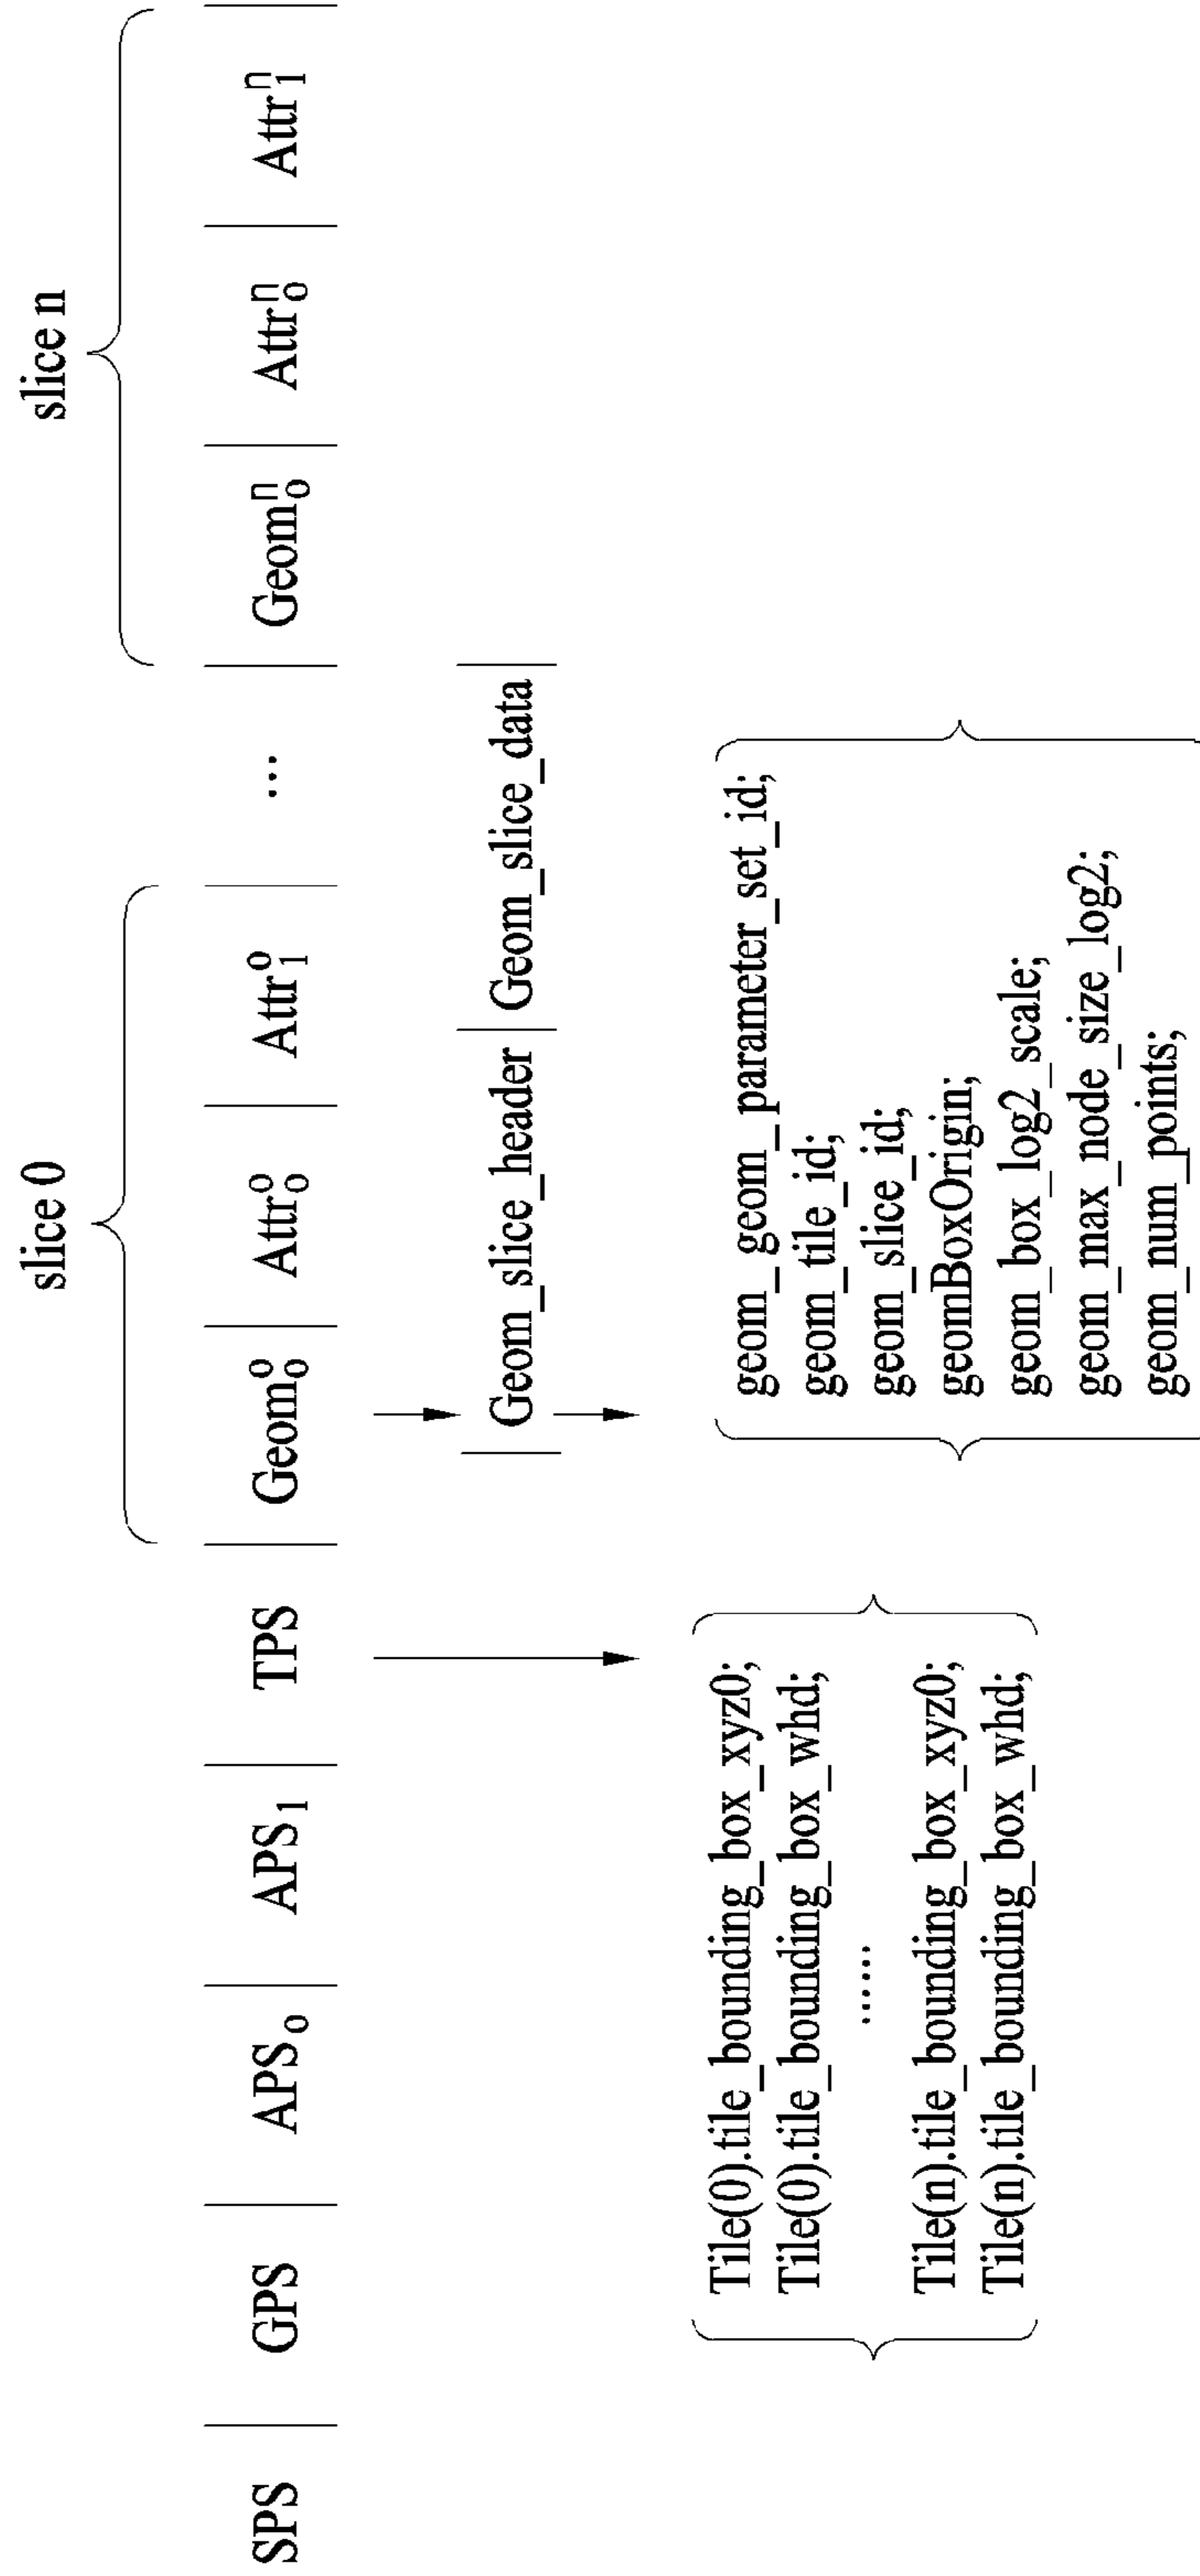 slice 0 slice n
SPS | GPS | APS₀ | APS₁ | TPS | Geom₀⁰ | Attr₀⁰ | Attr₁⁰ | ... | Geom₀ⁿ | Attr₀ⁿ | Attr₁ⁿ
| Geom_slice_header | Geom_slice_data |
Tile(0).tile_bounding_box_xyz0;
Tile(0).tile_bounding_box_whd;
......
Tile(n).tile_bounding_box_xyz0;
Tile(n).tile_bounding_box_whd;
geom_geom_parameter_set_id;
geom_tile_id;
geom_slice_id;
geomBoxOrigin;
geom_box_log2_scale;
geom_max_node_size_log2;
geom_num_points;